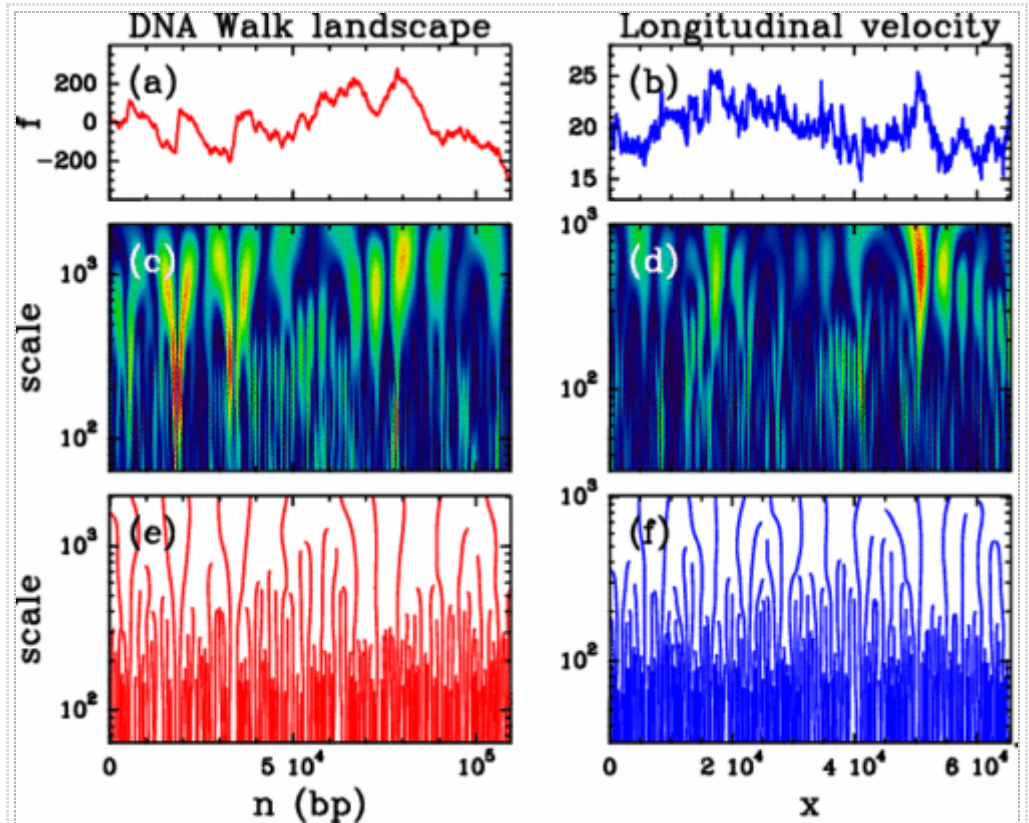 DNA Walk landscape Longitudinal velocity
(a) (b)
200 25
f 0 20
−200 15
(c) (d)
10³ 10³
scale
10² 10²
(e) (f)
10³ 10³
scale
10² 10²
0 5 10⁴ 10⁵ 0 2 10⁴ 4 10⁴ 6 10⁴
n (bp) x